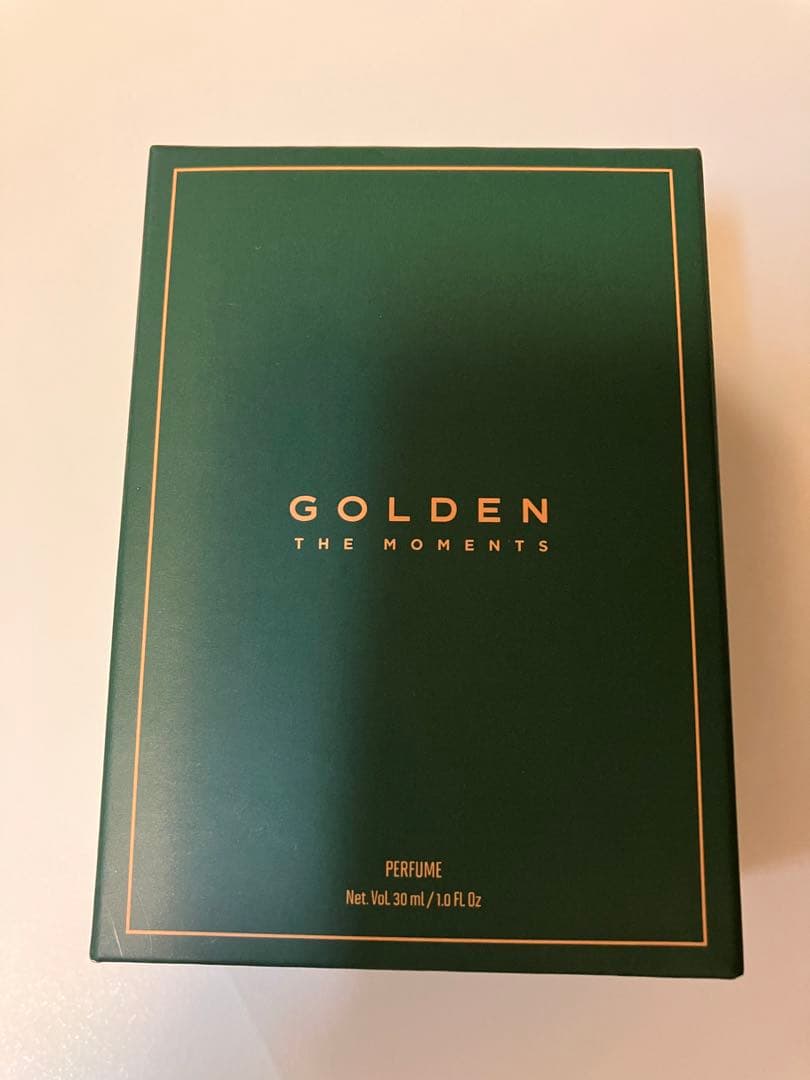 GOLDEN
THE MOMENTS
PERFUME
Net. Vol. 30 ml / 1.0 Fl. Oz